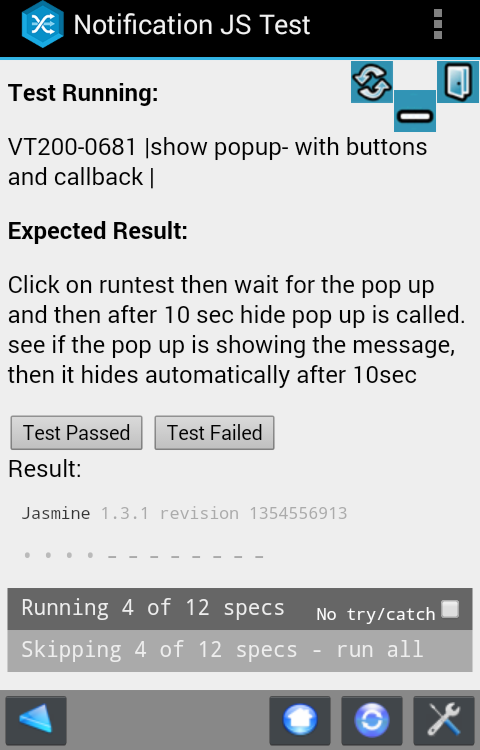 Notification JS Test
Test Running:
VT200-0681 |show popup- with buttons
and callback |
Expected Result:
Click on runtest then wait for the pop up
and then after 10 sec hide pop up is called.
see if the pop up is showing the message,
then it hides automatically after 10sec
Test Passed Test Failed
Result:
Jasmine 1.3.1 revision 1354556913
Running 4 of 12 specs No try/catch
Skipping 4 of 12 specs - run all